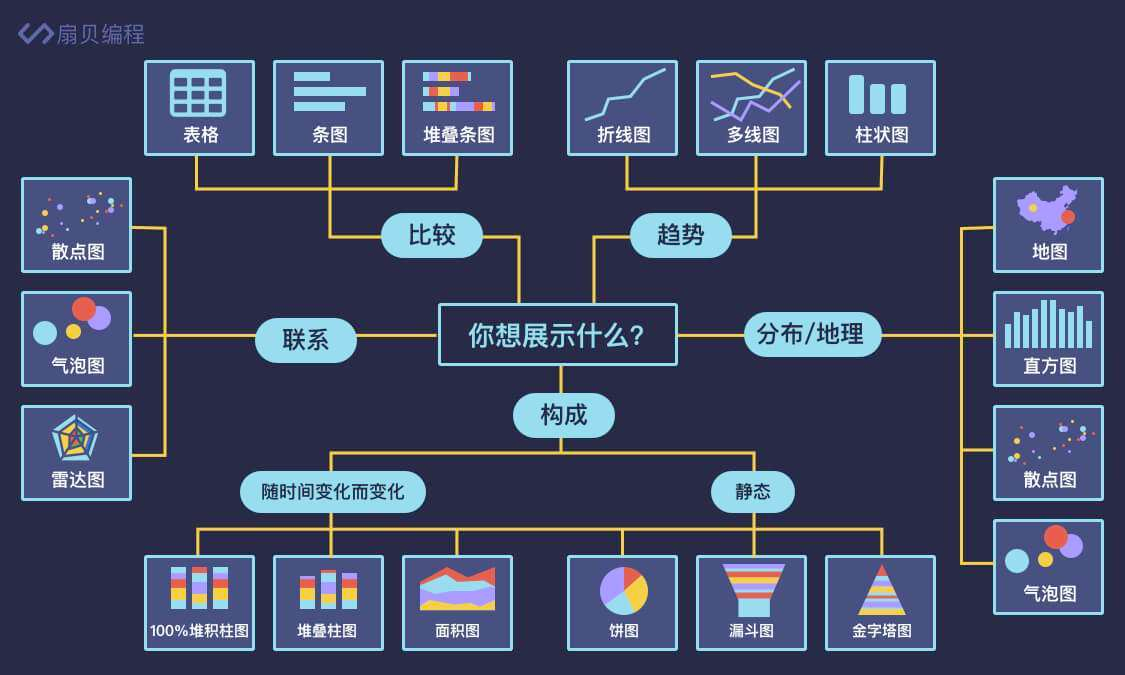 扇贝编程
表格
条图
堆叠条图
折线图
多线图
柱状图
散点图
比较
趋势
地图
气泡图
联系
你想展示什么?
分布/地理
直方图
构成
雷达图
随时间变化而变化
静态
散点图
气泡图
100%堆积柱图
堆叠柱图
面积图
饼图
漏斗图
金字塔图